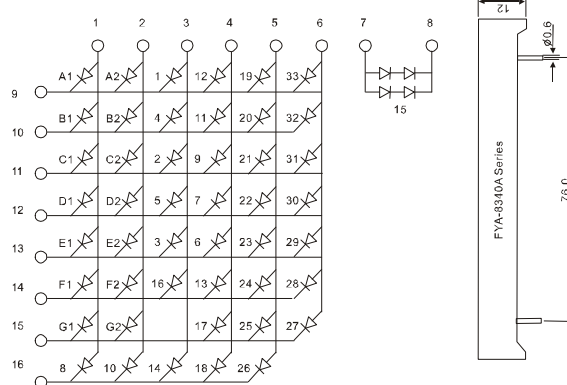 1 2 3 4 5 6 7 8
12
ø0.6
9 A1 A2 1 12 19 33
15
10 B1 B2 4 11 20 32
11 C1 C2 2 9 21 31
FYA-8340A Series
76.0
12 D1 D2 5 7 22 30
13 E1 E2 3 6 23 29
14 F1 F2 16 13 24 28
15 G1 G2 17 25 27
16 8 10 14 18 26